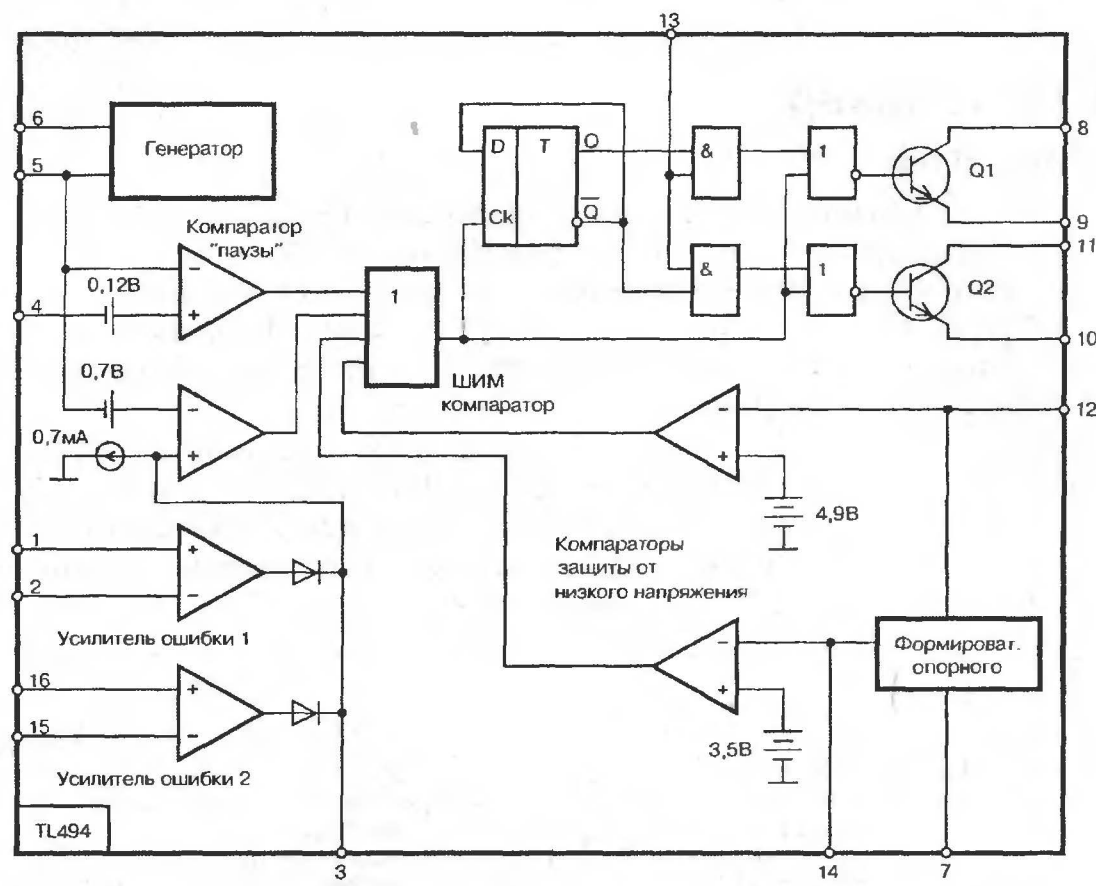 13
6
Генератор
5
8
D
T
Q
&
1
Q1
Ck
Q
9
Компаратор
"паузы"
11
0,12В
−
+
1
&
1
Q2
4
10
0,7В
ШИМ
компаратор
−
12
−
+
0,7мА
+
4,9В
1
+
2
−
Компараторы
защиты от
низкого напряжения
Усилитель ошибки 1
−
Формироват.
опорного
16
+
+
15
−
3,5В
Усилитель ошибки 2
TL494
3
14
7